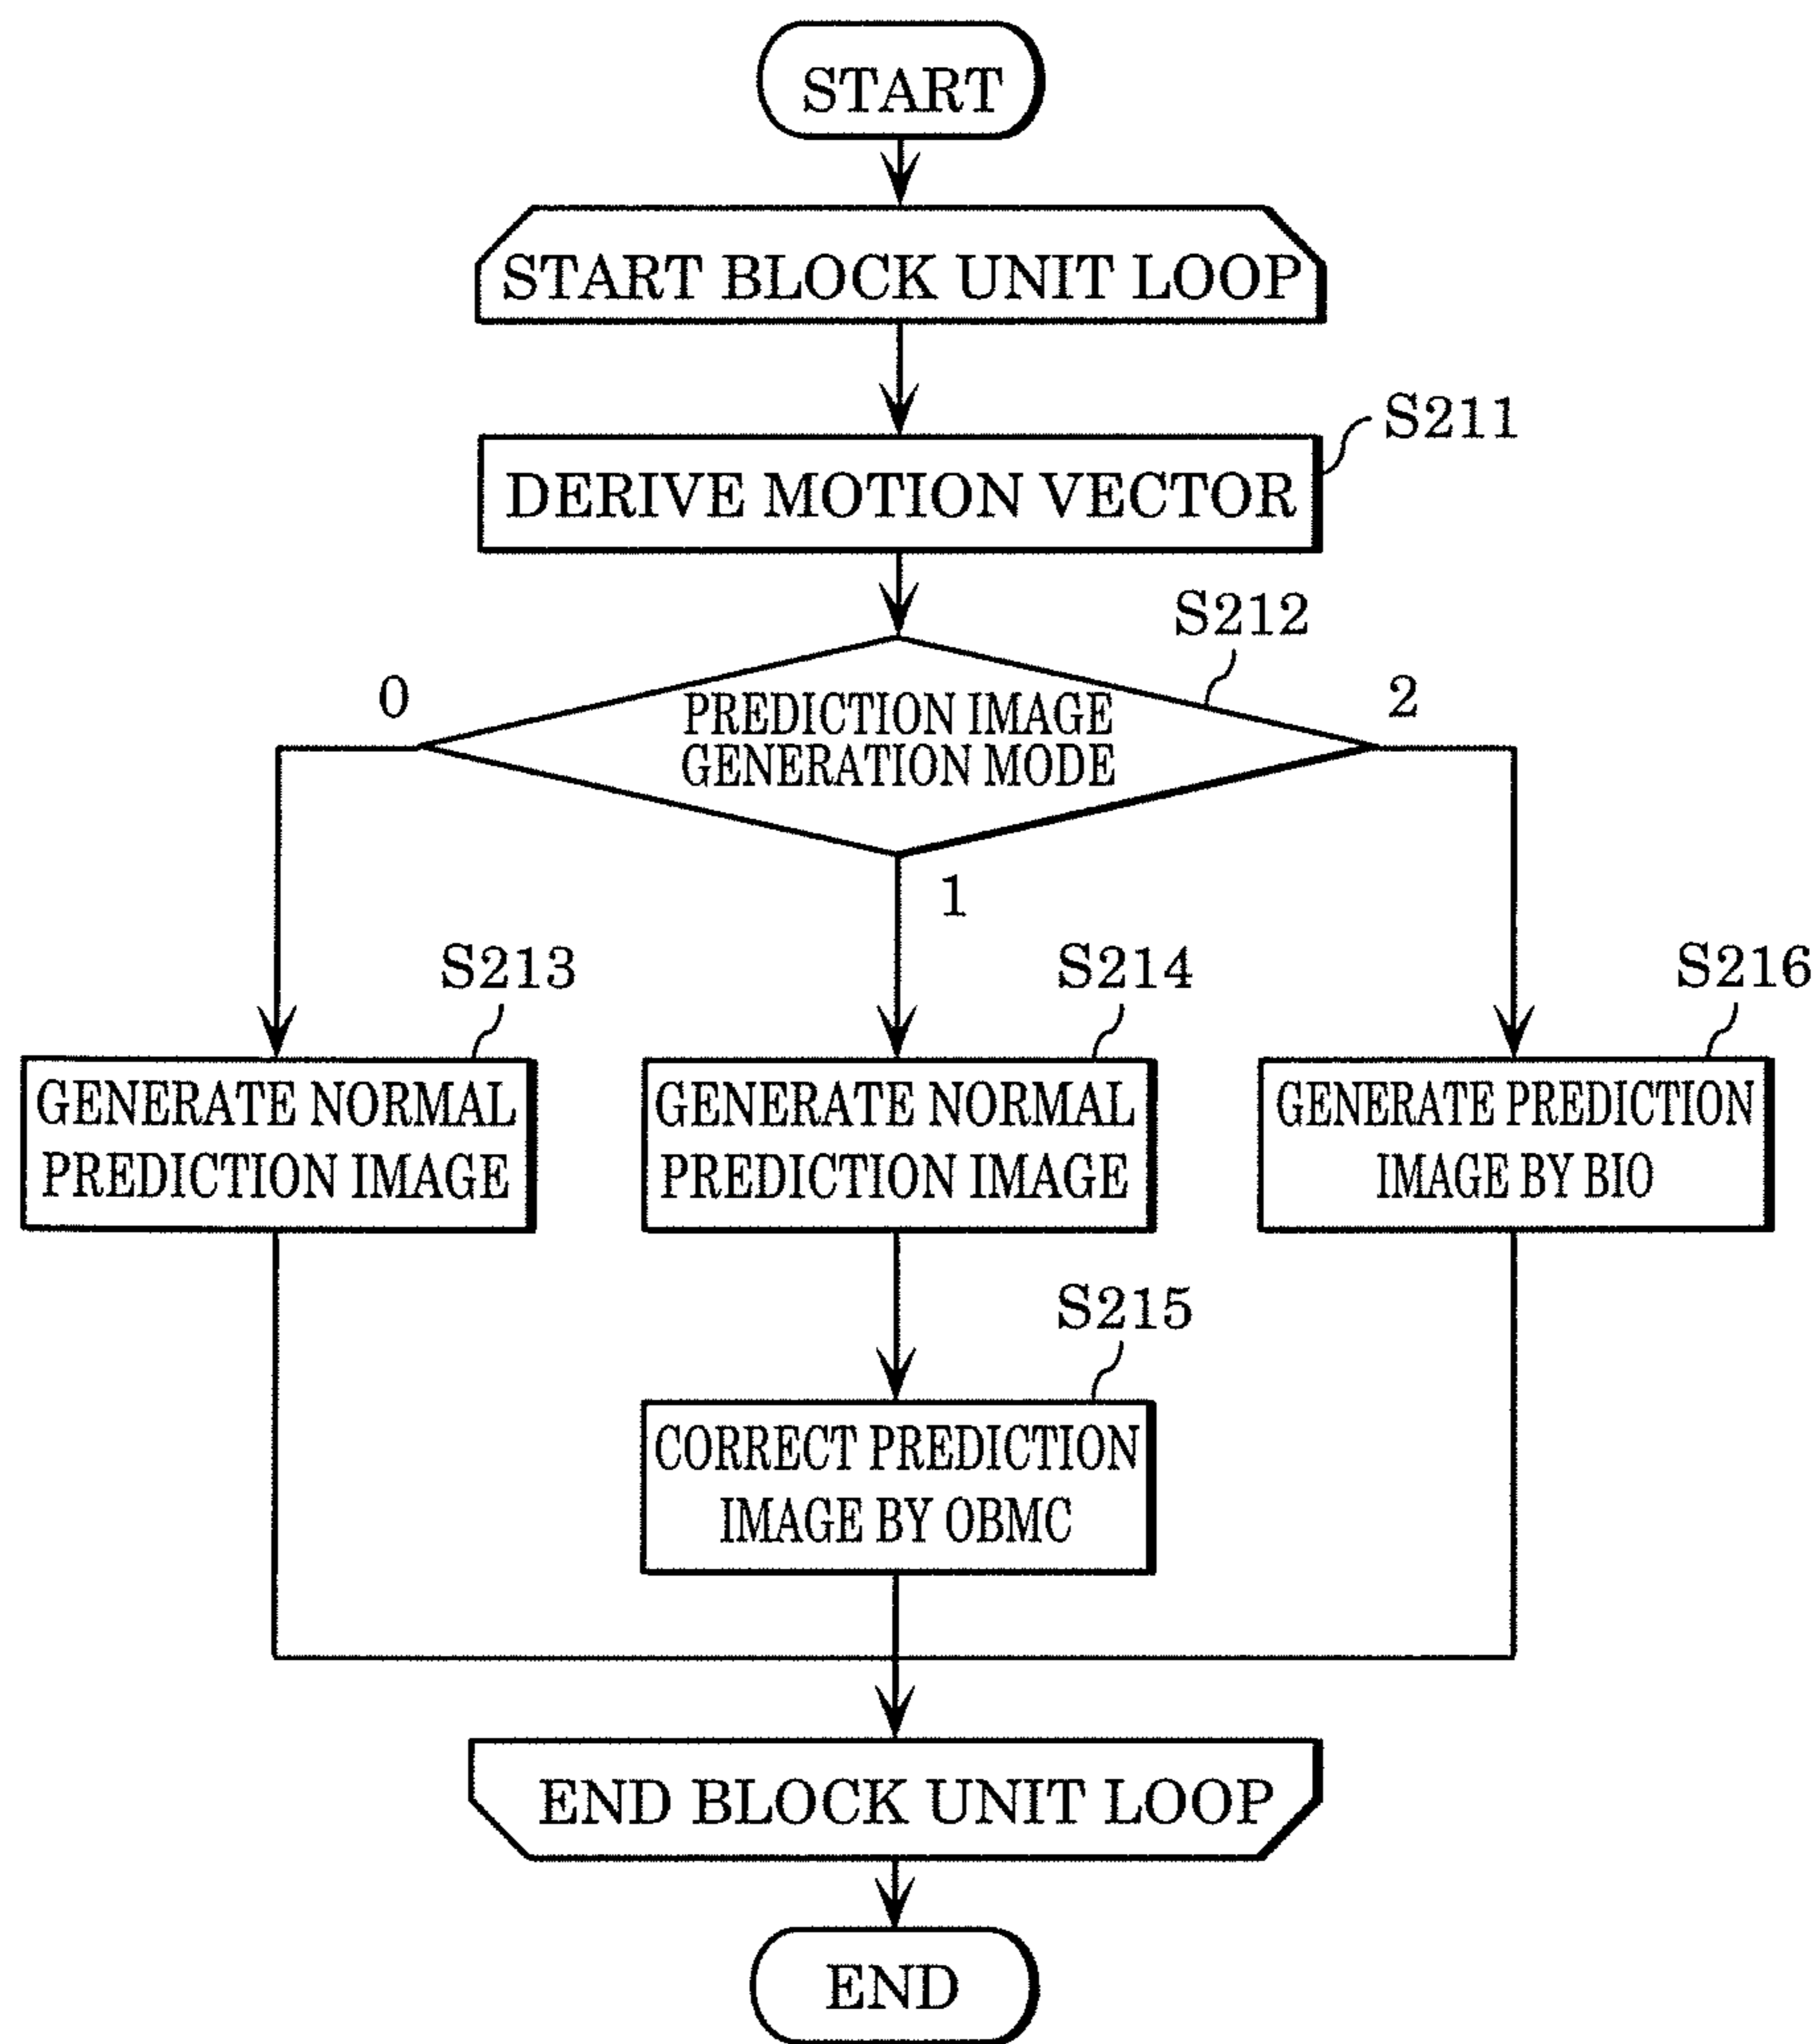 START
START BLOCK UNIT LOOP
S211
DERIVE MOTION VECTOR
S212
0
2
PREDICTION IMAGE
GENERATION MODE
1
S213
S214
S216
GENERATE NORMAL
PREDICTION IMAGE
GENERATE NORMAL
PREDICTION IMAGE
GENERATE PREDICTION
IMAGE BY BIO
S215
CORRECT PREDICTION
IMAGE BY OBMC
END BLOCK UNIT LOOP
END